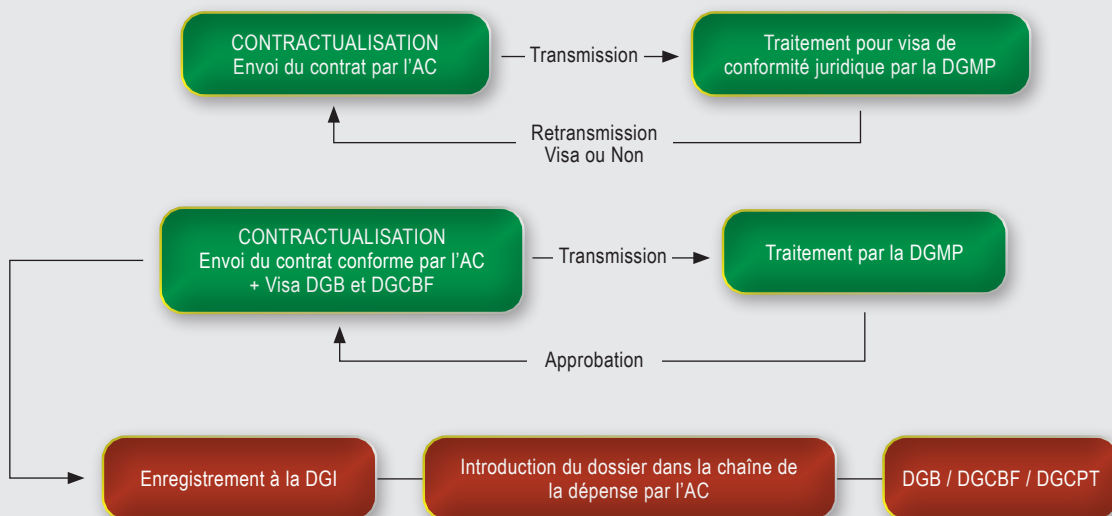 CONTRACTUALISATION
Envoi du contrat par l'AC
Transmission
Traitement pour visa de
conformité juridique par la DGMP
Retransmission
Visa ou Non
CONTRACTUALISATION
Envoi du contrat conforme par l'AC
+ Visa DGB et DGCBF
Transmission
Traitement par la DGMP
Approbation
Enregistrement à la DGI
Introduction du dossier dans la chaîne de
la dépense par l'AC
DGB / DGCBF / DGCPT